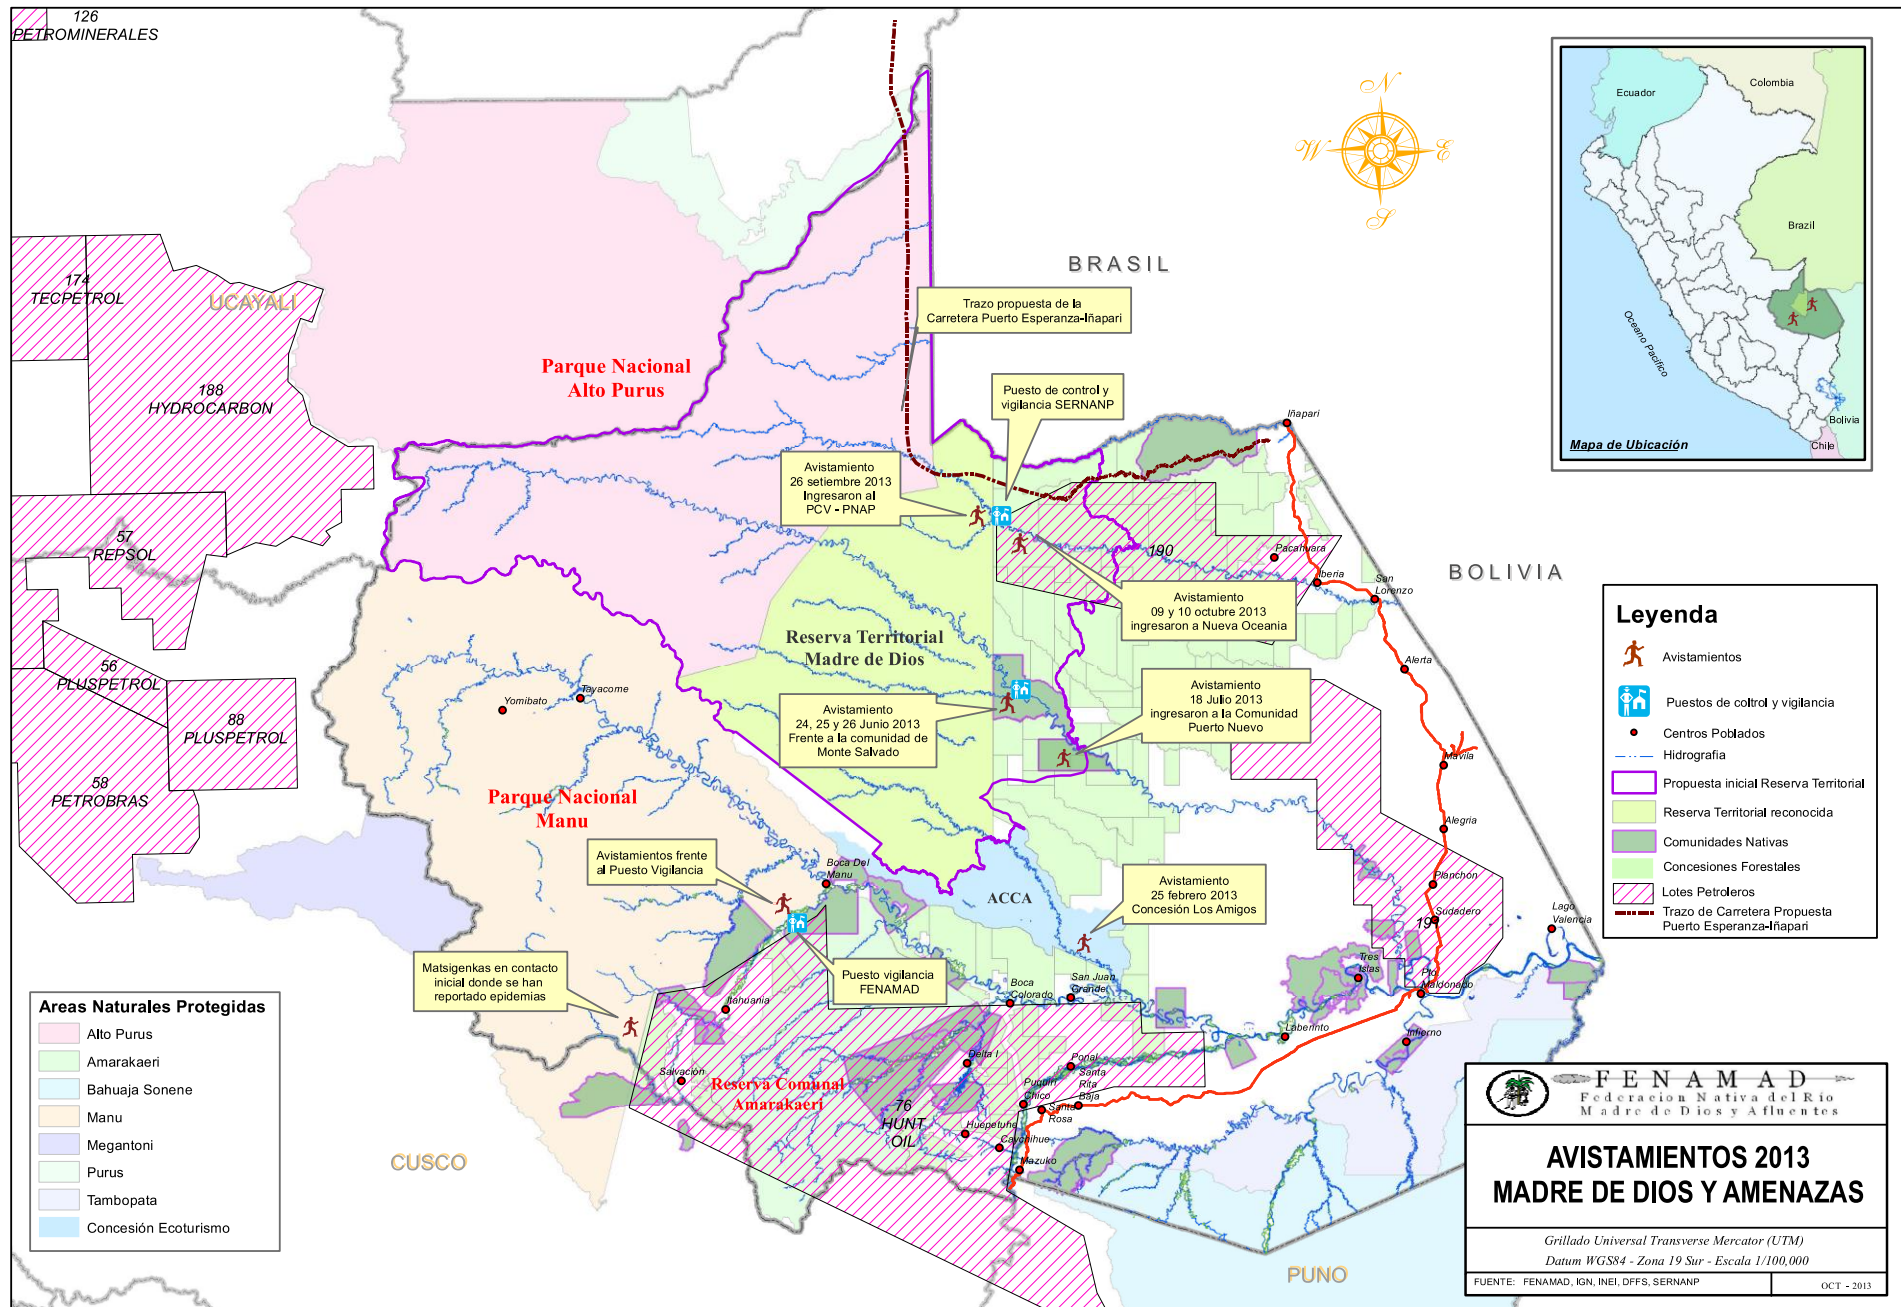 126
PETROMINERALES
174
TECPETROL
UCAYALI
188
HYDROCARBON
57
REPSOL
56
PLUSPETROL
88
PLUSPETROL
58
PETROBRAS
Parque Nacional
Alto Purus
BRASIL
Trazo propuesta de la
Carretera Puerto Esperanza-Iñapari
Puesto de control y
vigilancia SERNANP
Avistamiento
26 setiembre 2013
Ingresaron al
PCV - PNAP
Iñapari
190
Pacahuara
Iberia
San
Lorenzo
BOLIVIA
Avistamiento
09 y 10 octubre 2013
ingresaron a Nueva Oceania
Reserva Territorial
Madre de Dios
Alerta
Avistamiento
18 Julio 2013
ingresaron a la Comunidad
Puerto Nuevo
Avistamiento
24, 25 y 26 Junio 2013
Frente a la comunidad de
Monte Salvado
Yomibato
Tayacome
Parque Nacional
Manu
Mavila
Alegria
Avistamientos frente
al Puesto Vigilancia
Boca Del
Manu
ACCA
Avistamiento
25 febrero 2013
Concesión Los Amigos
Planchon
Sudadero
191
Lago
Valencia
Matsigenkas en contacto
inicial donde se han
reportado epidemias
Puesto vigilancia
FENAMAD
Itahuania
Boca
Colorado
San Juan
Grande
Tres
Islas
Pto
Maldonado
Laberinto
Infierno
Salvación
Reserva Comunal
Amarakaeri
Delta I
Ponal
Santa
Rita
Baja
Puquiri
Chico
Santa
Rosa
76
HUNT
OIL
Huepetuhe
Caychihue
Mazuko
CUSCO
PUNO
Ecuador
Colombia
Brazil
Oceano Pacifico
Bolivia
Chile
Mapa de Ubicación
Leyenda
Avistamientos
Puestos de coltrol y vigilancia
Centros Poblados
Hidrografia
Propuesta inicial Reserva Territorial
Reserva Territorial reconocida
Comunidades Nativas
Concesiones Forestales
Lotes Petroleros
Trazo de Carretera Propuesta
Puerto Esperanza-Iñapari
Areas Naturales Protegidas
Alto Purus
Amarakaeri
Bahuaja Sonene
Manu
Megantoni
Purus
Tambopata
Concesión Ecoturismo
N
W
E
S
FENAMAD
Federacion Nativa del Rio
Madre de Dios y Afluentes
AVISTAMIENTOS 2013
MADRE DE DIOS Y AMENAZAS
Grillado Universal Transverse Mercator (UTM)
Datum WGS84 - Zona 19 Sur - Escala 1/100,000
FUENTE: FENAMAD, IGN, INEI, DFFS, SERNANP
OCT - 2013